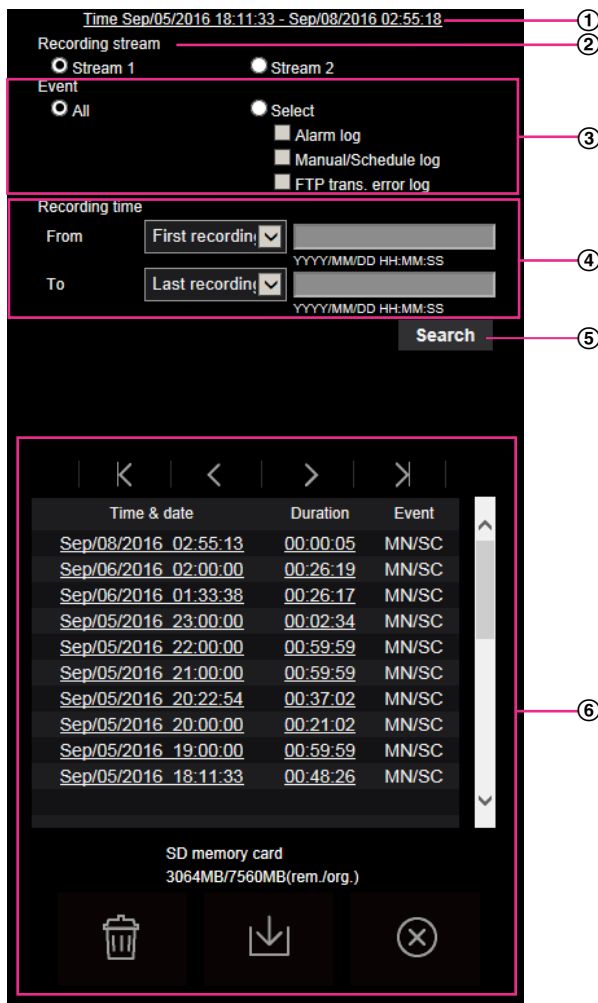 Time Sep/05/2016 18:11:33 - Sep/08/2016 02:55:18 ①
Recording stream ②
Stream 1 Stream 2
Event
All Select
Alarm log ③
Manual/Schedule log
FTP trans. error log
Recording time
From First recordin
YYYY/MM/DD HH:MM:SS ④
To Last recordin
YYYY/MM/DD HH:MM:SS
Search ⑤
Time & date Duration Event
Sep/08/2016 02:55:13 00:00:05 MN/SC
Sep/06/2016 02:00:00 00:26:19 MN/SC
Sep/06/2016 01:33:38 00:26:17 MN/SC
Sep/05/2016 23:00:00 00:02:34 MN/SC
Sep/05/2016 22:00:00 00:59:59 MN/SC
Sep/05/2016 21:00:00 00:59:59 MN/SC
Sep/05/2016 20:22:54 00:37:02 MN/SC ⑥
Sep/05/2016 20:00:00 00:21:02 MN/SC
Sep/05/2016 19:00:00 00:59:59 MN/SC
Sep/05/2016 18:11:33 00:48:26 MN/SC
SD memory card
3064MB/7560MB(rem./org.)